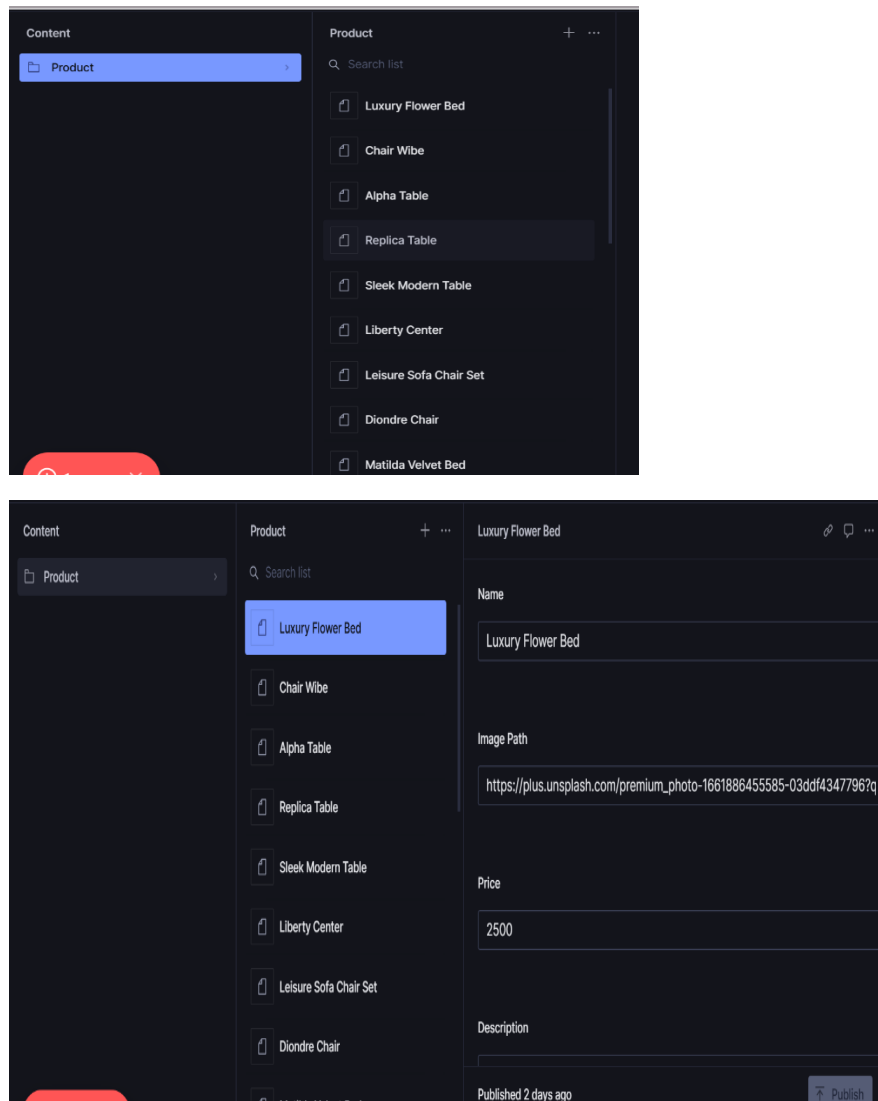 Content
Product
Product
Search list
Luxury Flower Bed
Chair Wibe
Alpha Table
Replica Table
Sleek Modern Table
Liberty Center
Leisure Sofa Chair Set
Diondre Chair
Matilda Velvet Bed
Content
Product
Product
Search list
Luxury Flower Bed
Chair Wibe
Alpha Table
Replica Table
Sleek Modern Table
Liberty Center
Leisure Sofa Chair Set
Diondre Chair
Luxury Flower Bed
Name
Luxury Flower Bed
Image Path
https://plus.unsplash.com/premium_photo-1661886455585-03ddf4347796?q
Price
2500
Description
Published 2 days ago
Publish